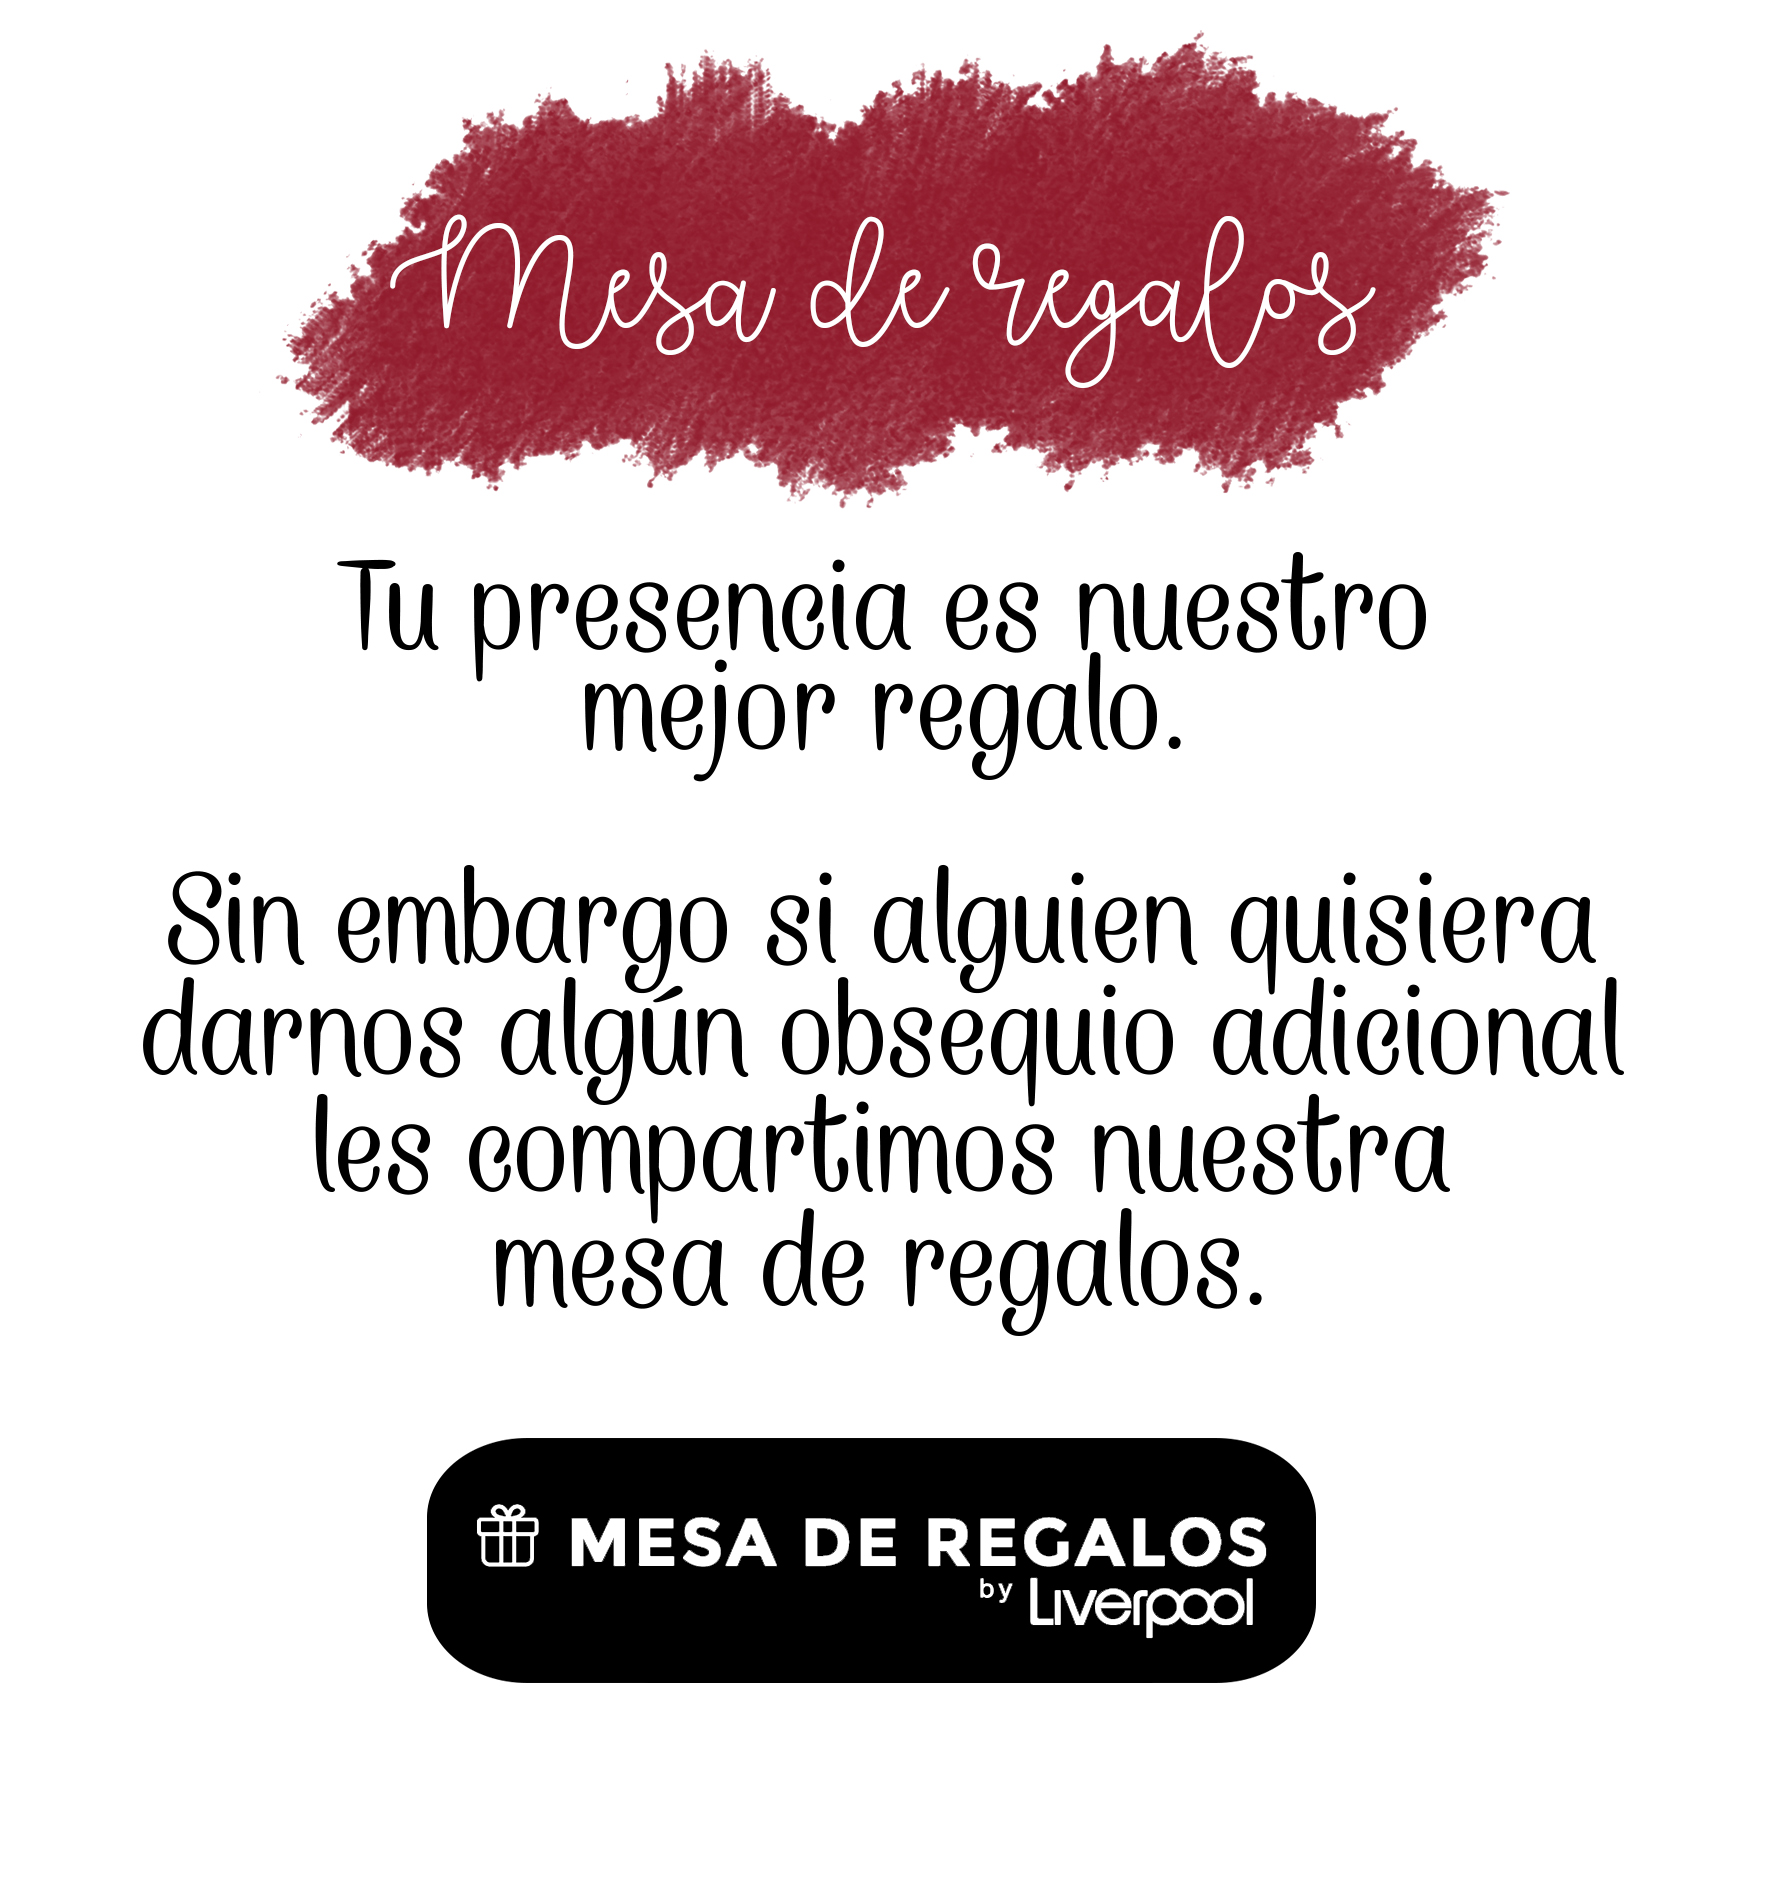 Mesa de regalos
Tu presencia es nuestro
mejor regalo.
Sin embargo si alguien quisiera
darnos algún obsequio adicional
les compartimos nuestra
mesa de regalos.
MESA DE REGALOS
by Liverpool